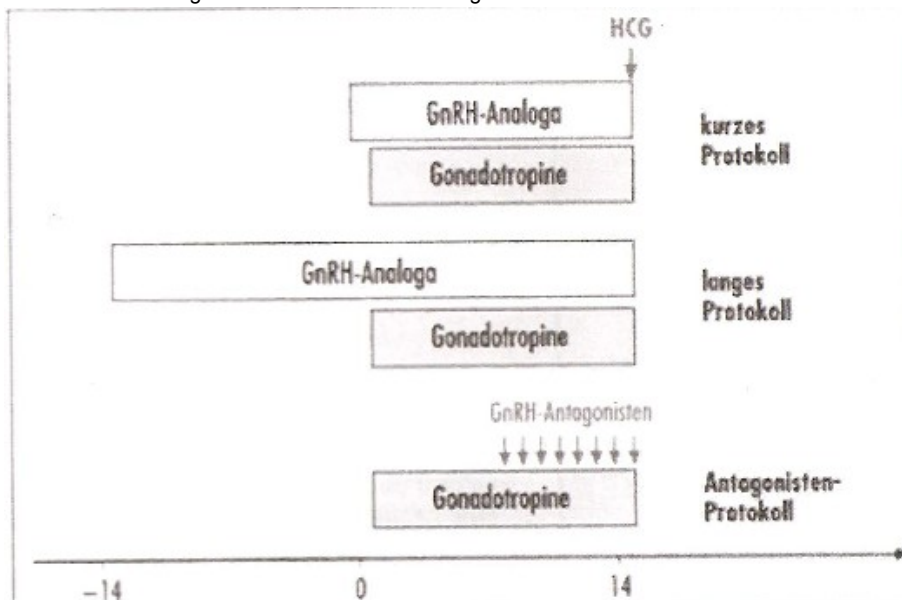 HCG
GnRH-Analoga
kurzes
Protokoll
Gonadotropine
GnRH-Analoga
langes
Protokoll
Gonadotropine
GnRH-Antagonisten
Gonadotropine
Antagonisten-
Protokoll
-14
0
14